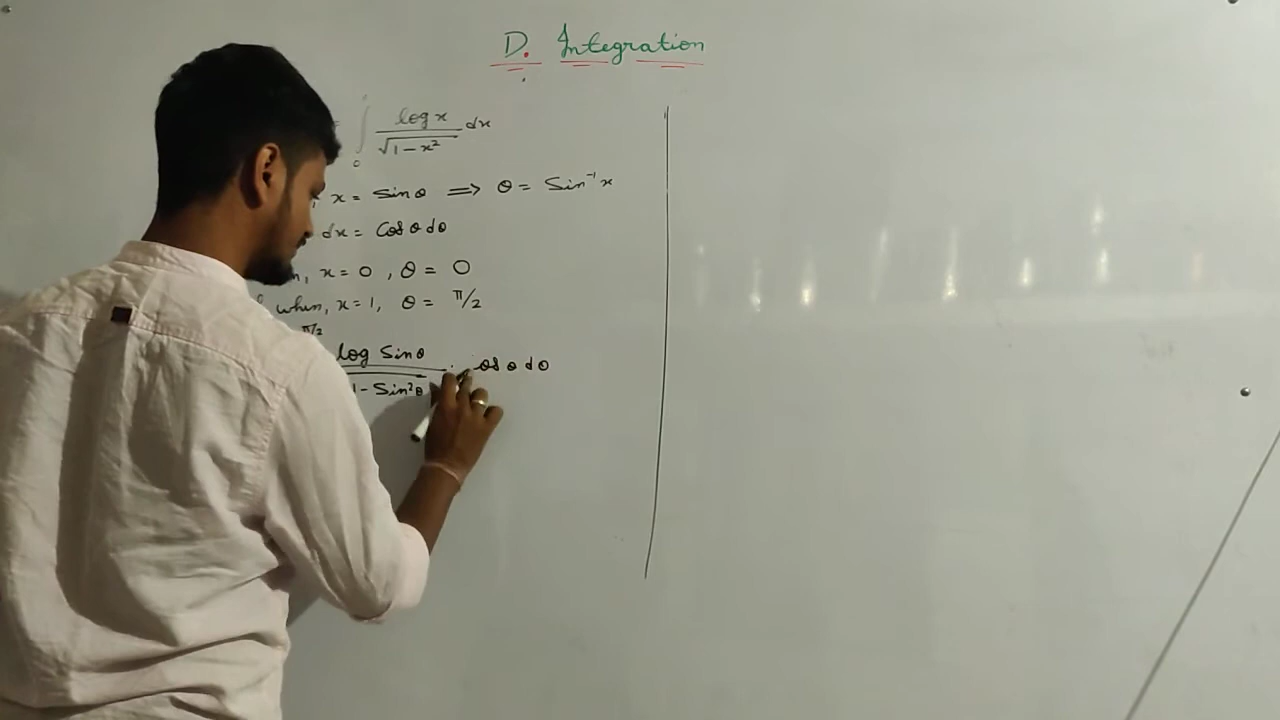 D. Integration
= ∫₀¹ log x / √(1-x²) dx
, x = Sin θ ⟹ θ = Sin⁻¹ x
dx = Cos θ dθ
, x = 0 , θ = 0
when, x = 1, θ = π/2
π/2
log Sin θ / 1 - Sin²θ . Cos θ dθ